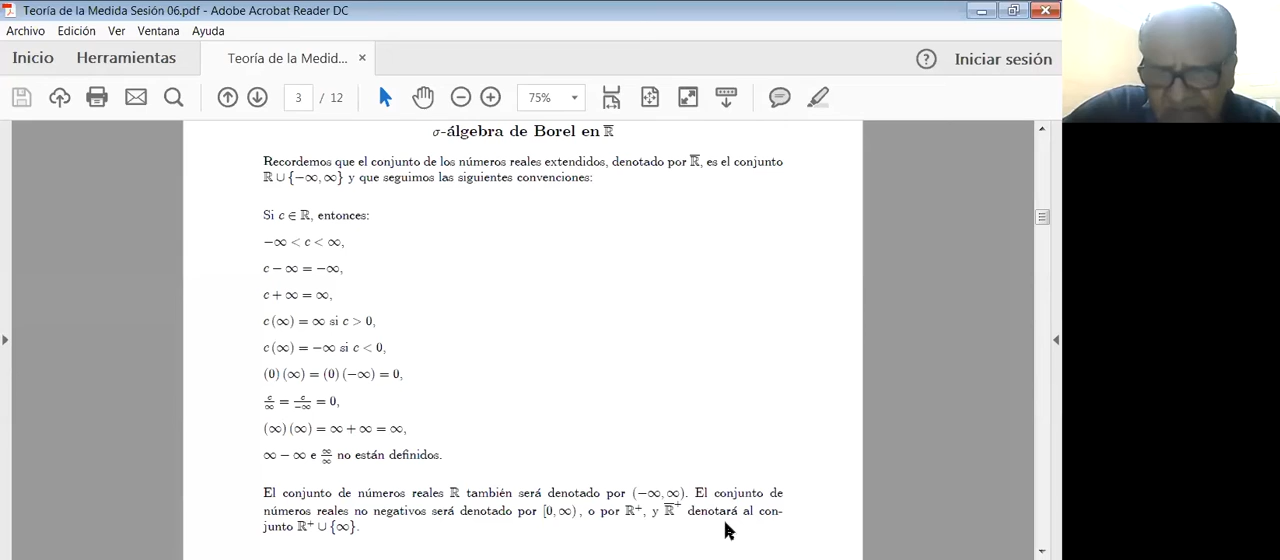 Teoría de la Medida Sesión 06.pdf - Adobe Acrobat Reader DC
Archivo Edición Ver Ventana Ayuda
Inicio Herramientas Teoría de la Medid... × ? Iniciar sesión
3 / 12 75%
σ-álgebra de Borel en ℝ̅
Recordemos que el conjunto de los números reales extendidos, denotado por ℝ̅, es el conjunto
ℝ ∪ {−∞, ∞} y que seguimos las siguientes convenciones:
Si c ∈ ℝ, entonces:
−∞ < c < ∞,
c − ∞ = −∞,
c + ∞ = ∞,
c (∞) = ∞ si c > 0,
c (∞) = −∞ si c < 0,
(0) (∞) = (0) (−∞) = 0,
c/∞ = c/−∞ = 0,
(∞) (∞) = ∞ + ∞ = ∞,
∞ − ∞ e ∞/∞ no están definidos.
El conjunto de números reales ℝ también será denotado por (−∞, ∞). El conjunto de
números reales no negativos será denotado por [0, ∞), o por ℝ⁺, y ℝ̅⁺ denotará al con-
junto ℝ⁺ ∪ {∞}.